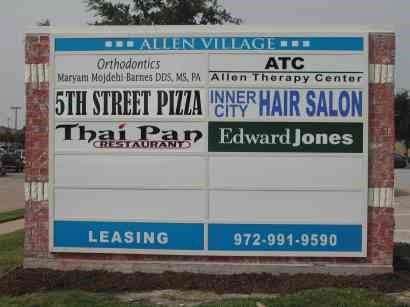 ALLEN VILLAGE
Orthodontics
Maryam Mojdehi-Barnes DDS, MS, PA
ATC
Allen Therapy Center
5TH STREET PIZZA
INNER CITY HAIR SALON
Thai Pan
RESTAURANT
Edward Jones
LEASING
972-991-9590